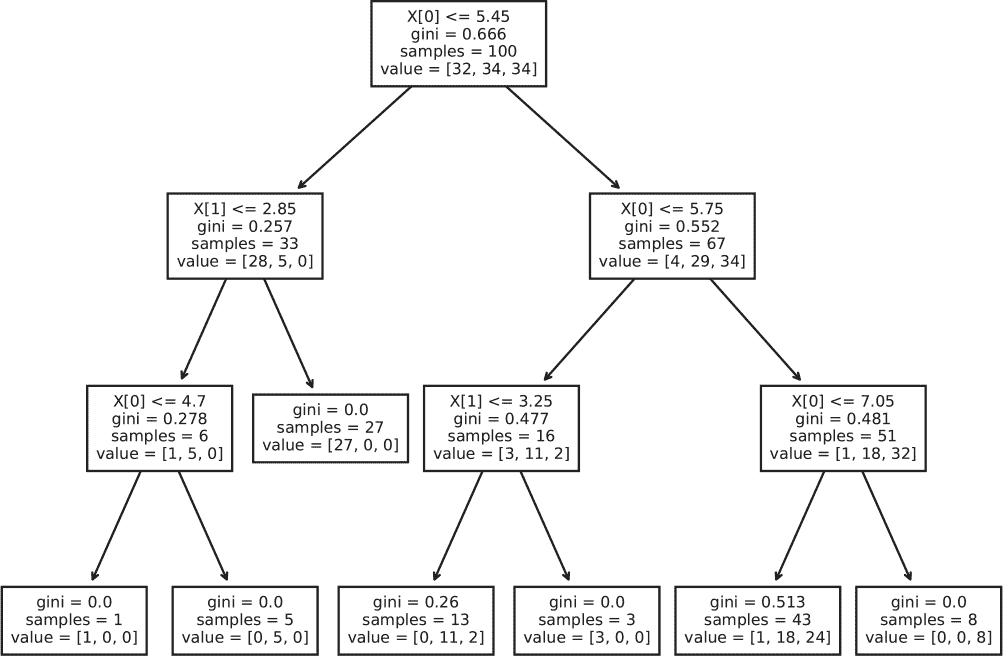 X[0] <= 5.45
gini = 0.666
samples = 100
value = [32, 34, 34]
X[1] <= 2.85
gini = 0.257
samples = 33
value = [28, 5, 0]
X[0] <= 5.75
gini = 0.552
samples = 67
value = [4, 29, 34]
X[0] <= 4.7
gini = 0.278
samples = 6
value = [1, 5, 0]
gini = 0.0
samples = 27
value = [27, 0, 0]
X[1] <= 3.25
gini = 0.477
samples = 16
value = [3, 11, 2]
X[0] <= 7.05
gini = 0.481
samples = 51
value = [1, 18, 32]
gini = 0.0
samples = 1
value = [1, 0, 0]
gini = 0.0
samples = 5
value = [0, 5, 0]
gini = 0.26
samples = 13
value = [0, 11, 2]
gini = 0.0
samples = 3
value = [3, 0, 0]
gini = 0.513
samples = 43
value = [1, 18, 24]
gini = 0.0
samples = 8
value = [0, 0, 8]